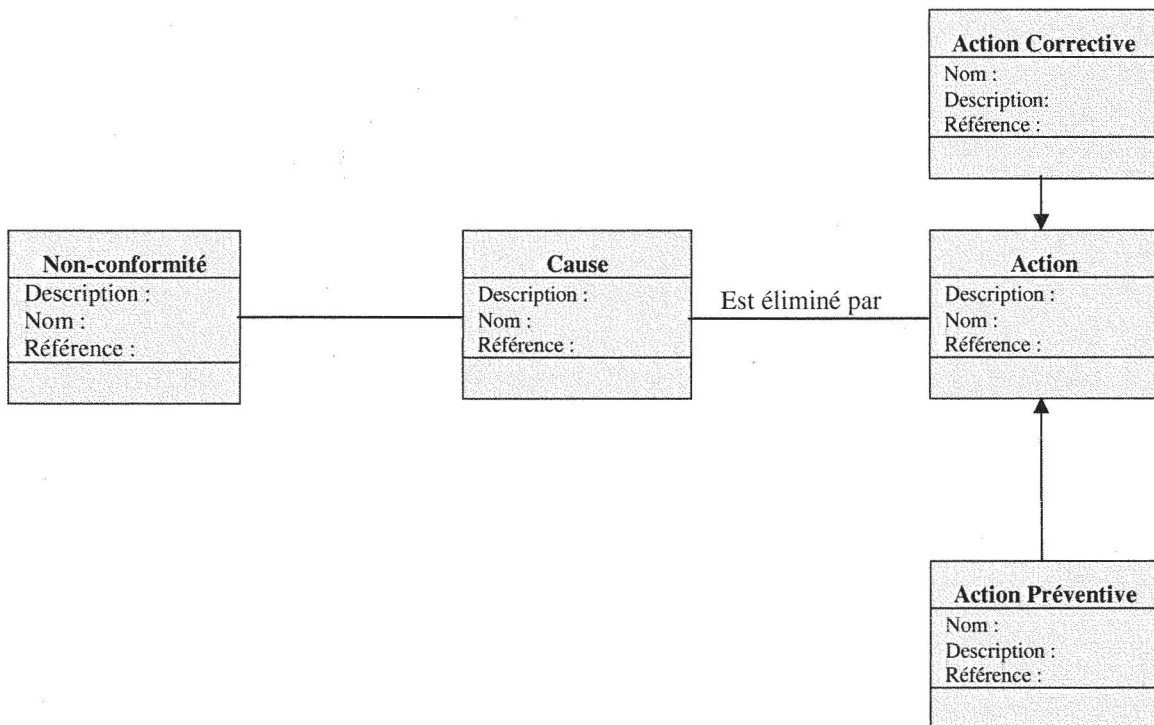 Action Corrective
Nom :
Description:
Référence :
Non-conformité
Description :
Nom :
Référence :
Cause
Description :
Nom :
Référence :
Est éliminé par
Action
Description :
Nom :
Référence :
Action Préventive
Nom :
Description :
Référence :